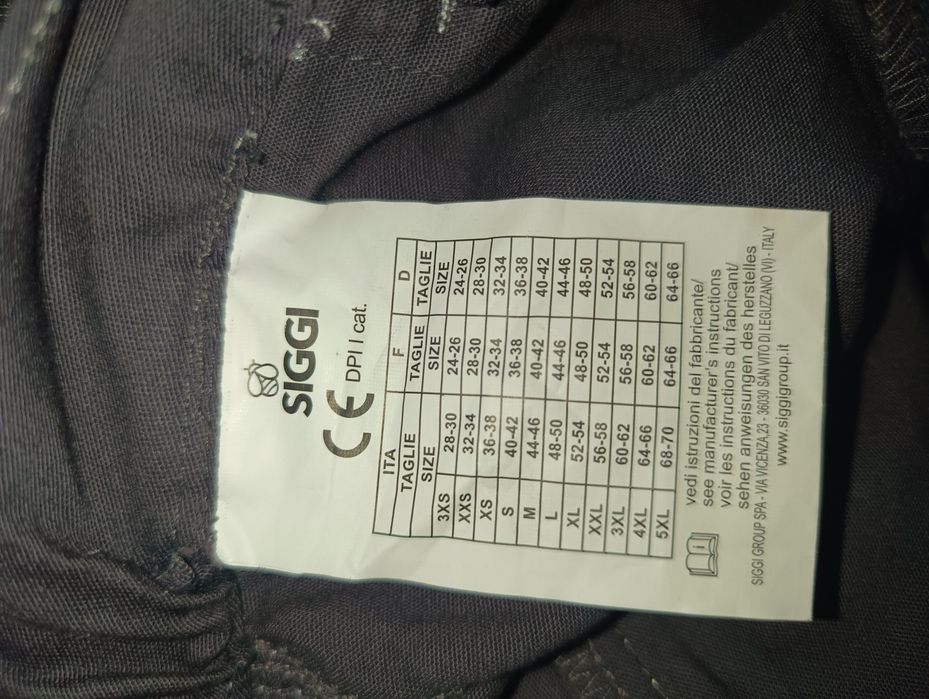 SIGGI
CE DPI I cat.
ITA F D
TAGLIE TAGLIE TAGLIE
SIZE SIZE SIZE
3XS 28-30 24-26 24-26
XXS 32-34 28-30 28-30
XS 36-38 32-34 32-34
S 40-42 36-38 36-38
M 44-46 40-42 40-42
L 48-50 44-46 44-46
XL 52-54 48-50 48-50
XXL 56-58 52-54 52-54
3XL 60-62 56-58 56-58
4XL 64-66 60-62 60-62
5XL 68-70 64-66 64-66
i
vedi istruzioni del fabbricante/
see manufacturer's instructions
voir les instructions du fabricant/
sehen anweisungen des herstelles
SIGGI GROUP SPA - VIA VICENZA,23 - 36030 SAN VITO DI LEGUZZANO (VI) - ITALY
www.siggigroup.it